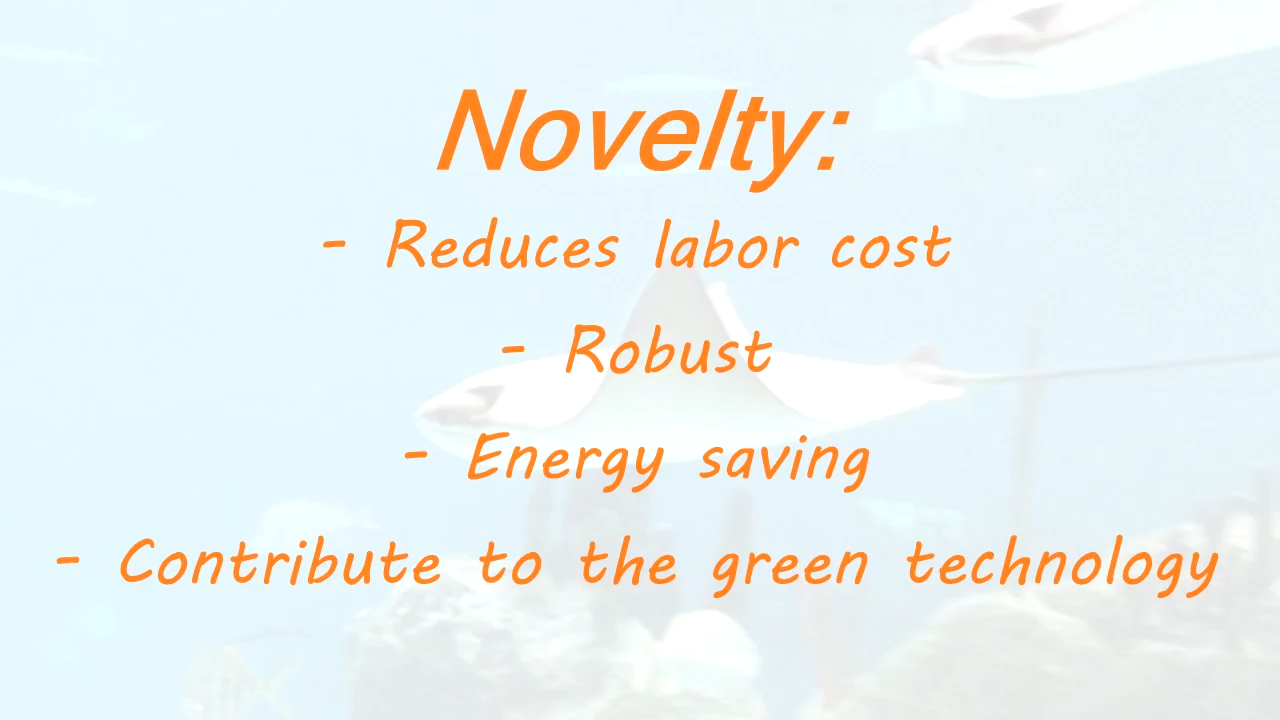 Novelty:
- Reduces labor cost
- Robust
- Energy saving
- Contribute to the green technology